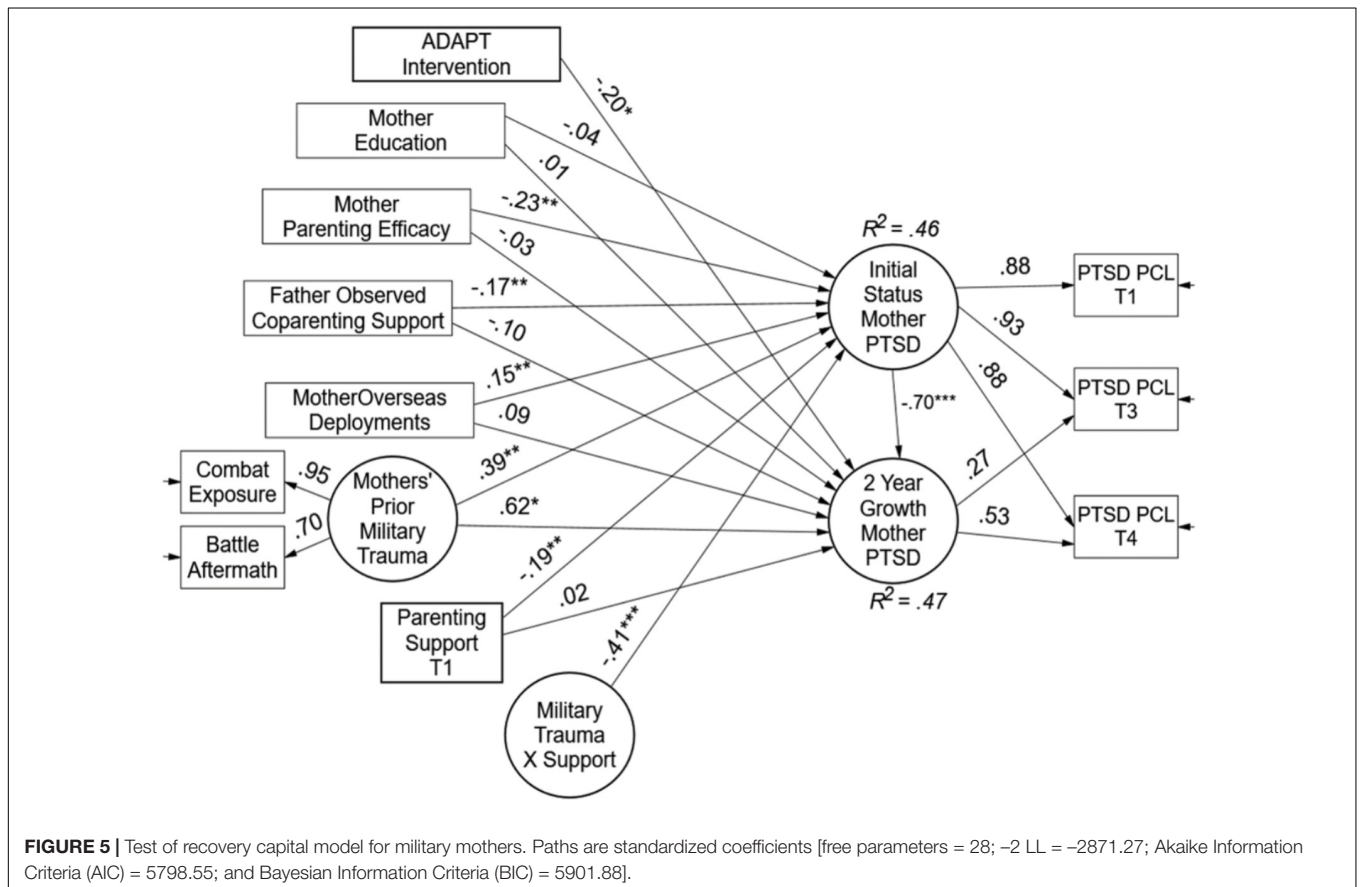 ADAPT
Intervention
-.20*
Mother
Education
-.04
.01
Mother
Parenting Efficacy
-.23**
-.03
R² = .46
Initial
Status
Mother
PTSD
.88
PTSD PCL
T1
Father Observed
Coparenting Support
-.17**
-.10
.93
.88
MotherOverseas
Deployments
.15**
.09
-.70***
PTSD PCL
T3
Combat
Exposure
.95
Mothers'
Prior
Military
Trauma
.39**
.62*
Battle
Aftermath
.70
2 Year
Growth
Mother
PTSD
.27
.53
PTSD PCL
T4
R² = .47
Parenting
Support
T1
-.19**
.02
Military
Trauma
X Support
-.41***
FIGURE 5 | Test of recovery capital model for military mothers. Paths are standardized coefficients [free parameters = 28; –2 LL = –2871.27; Akaike Information
Criteria (AIC) = 5798.55; and Bayesian Information Criteria (BIC) = 5901.88].